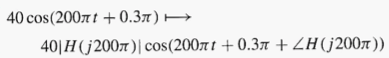 40 cos(200πt + 0.3π) ⟼
40|H(j200π)| cos(200πt + 0.3π + ∠H(j200π))